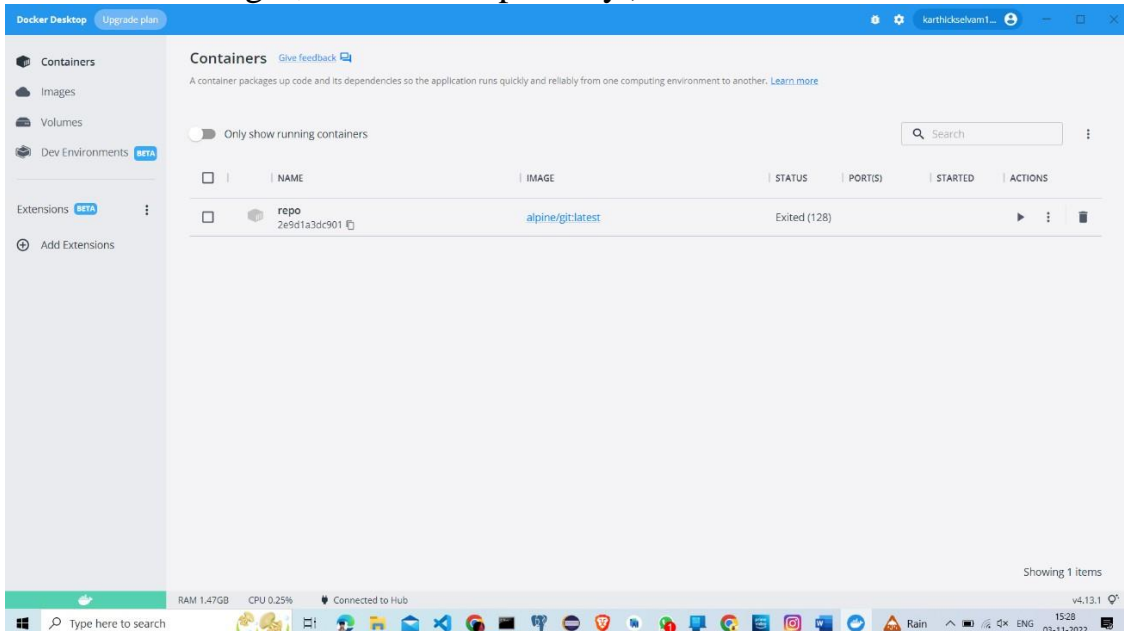 Docker Desktop Upgrade plan karthickselvam1...
Containers
Images
Volumes
Dev Environments BETA
Extensions BETA
Add Extensions
Containers Give feedback
A container packages up code and its dependencies so the application runs quickly and reliably from one computing environment to another. Learn more
Only show running containers
Search
NAME IMAGE STATUS PORT(S) STARTED ACTIONS
repo alpine/git:latest Exited (128)
2e9d1a3dc901
Showing 1 items
RAM 1.47GB CPU 0.25% Connected to Hub v4.13.1
Type here to search Rain ENG 15:28
03-11-2022